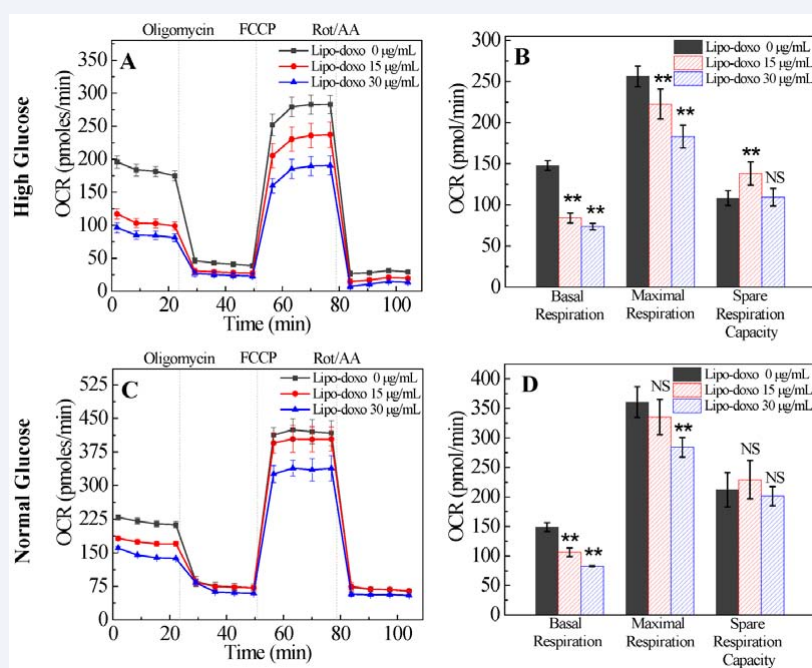 High Glucose
A
Oligomycin FCCP Rot/AA
Lipo-doxo 0 μg/mL
Lipo-doxo 15 μg/mL
Lipo-doxo 30 μg/mL
OCR (pmoles/min)
350
300
250
200
150
100
50
0
0 20 40 60 80 100
Time (min)
B
Lipo-doxo 0 μg/mL
Lipo-doxo 15 μg/mL
Lipo-doxo 30 μg/mL
OCR (pmol/min)
300
250
200
150
100
50
0
** ** ** ** ** NS
Basal Respiration
Maximal Respiration
Spare Respiration Capacity
Normal Glucose
C
Oligomycin FCCP Rot/AA
Lipo-doxo 0 μg/mL
Lipo-doxo 15 μg/mL
Lipo-doxo 30 μg/mL
OCR (pmoles/min)
525
450
375
300
225
150
75
0
0 20 40 60 80 100
Time (min)
D
Lipo-doxo 0 μg/mL
Lipo-doxo 15 μg/mL
Lipo-doxo 30 μg/mL
OCR (pmol/min)
400
350
300
250
200
150
100
50
0
** ** NS ** NS NS
Basal Respiration
Maximal Respiration
Spare Respiration Capacity